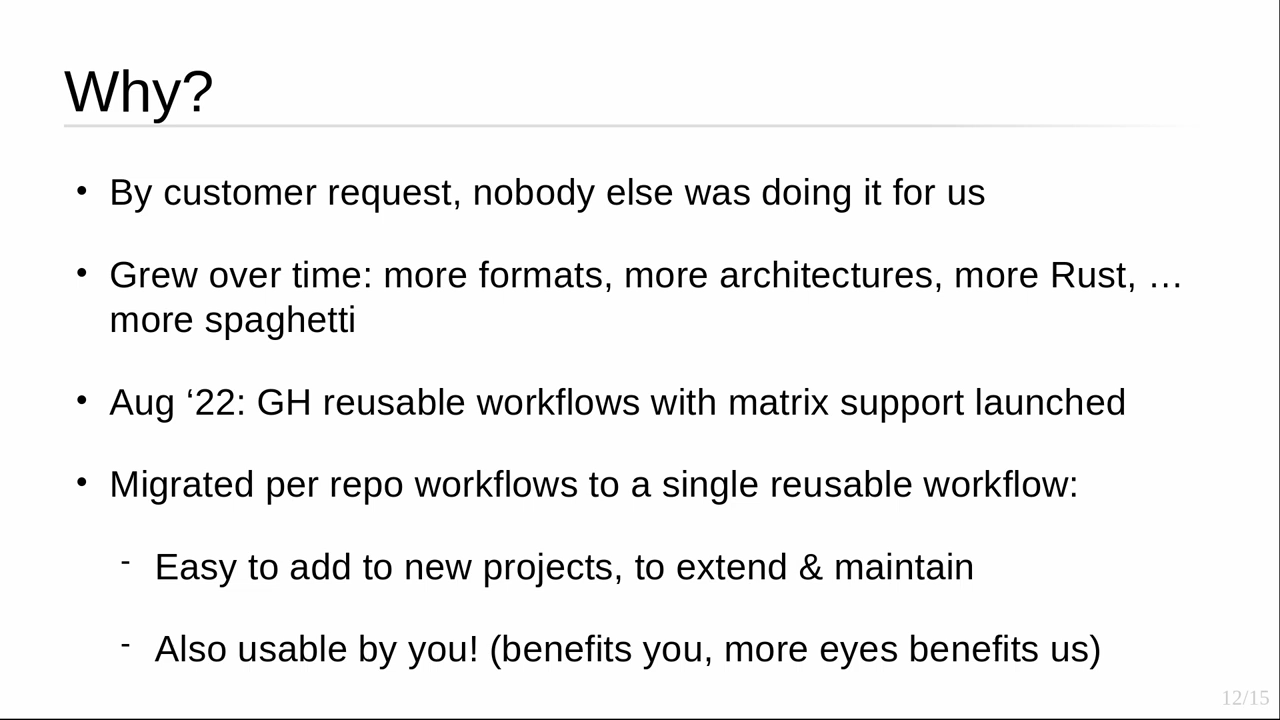 Why?
• By customer request, nobody else was doing it for us
• Grew over time: more formats, more architectures, more Rust, …
more spaghetti
• Aug ‘22: GH reusable workflows with matrix support launched
• Migrated per repo workflows to a single reusable workflow:
- Easy to add to new projects, to extend & maintain
- Also usable by you! (benefits you, more eyes benefits us)
12/15